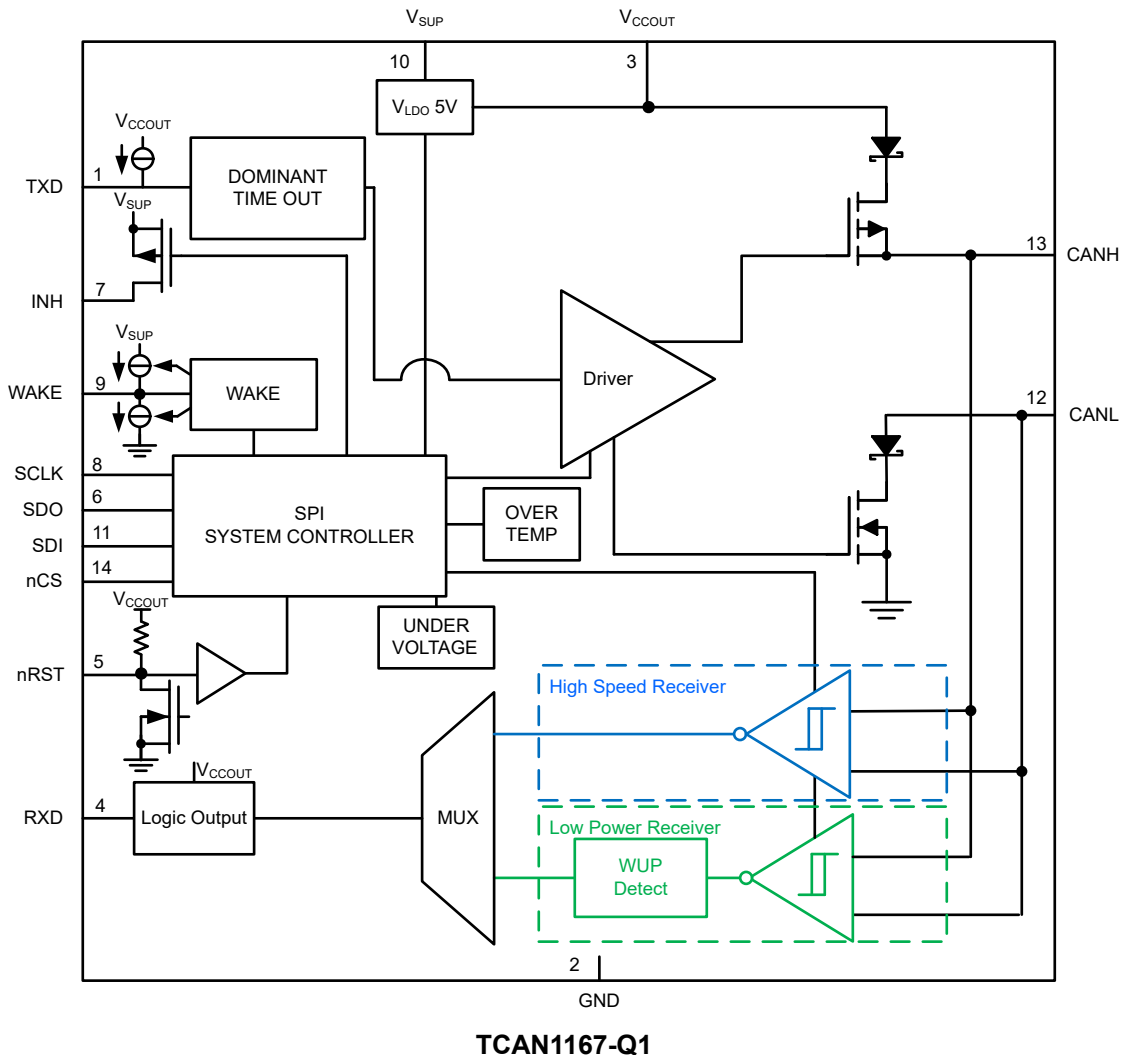 VSUP
VCCOUT
10
3
VLDO 5V
VCCOUT
1
TXD
DOMINANT
TIME OUT
VSUP
13
CANH
7
INH
VSUP
Driver
9
WAKE
WAKE
12
CANL
8
SCLK
6
SDO
SPI
SYSTEM CONTROLLER
OVER
TEMP
11
SDI
14
nCS
VCCOUT
UNDER
VOLTAGE
5
nRST
High Speed Receiver
VCCOUT
4
RXD
Logic Output
MUX
Low Power Receiver
WUP
Detect
2
GND
TCAN1167-Q1